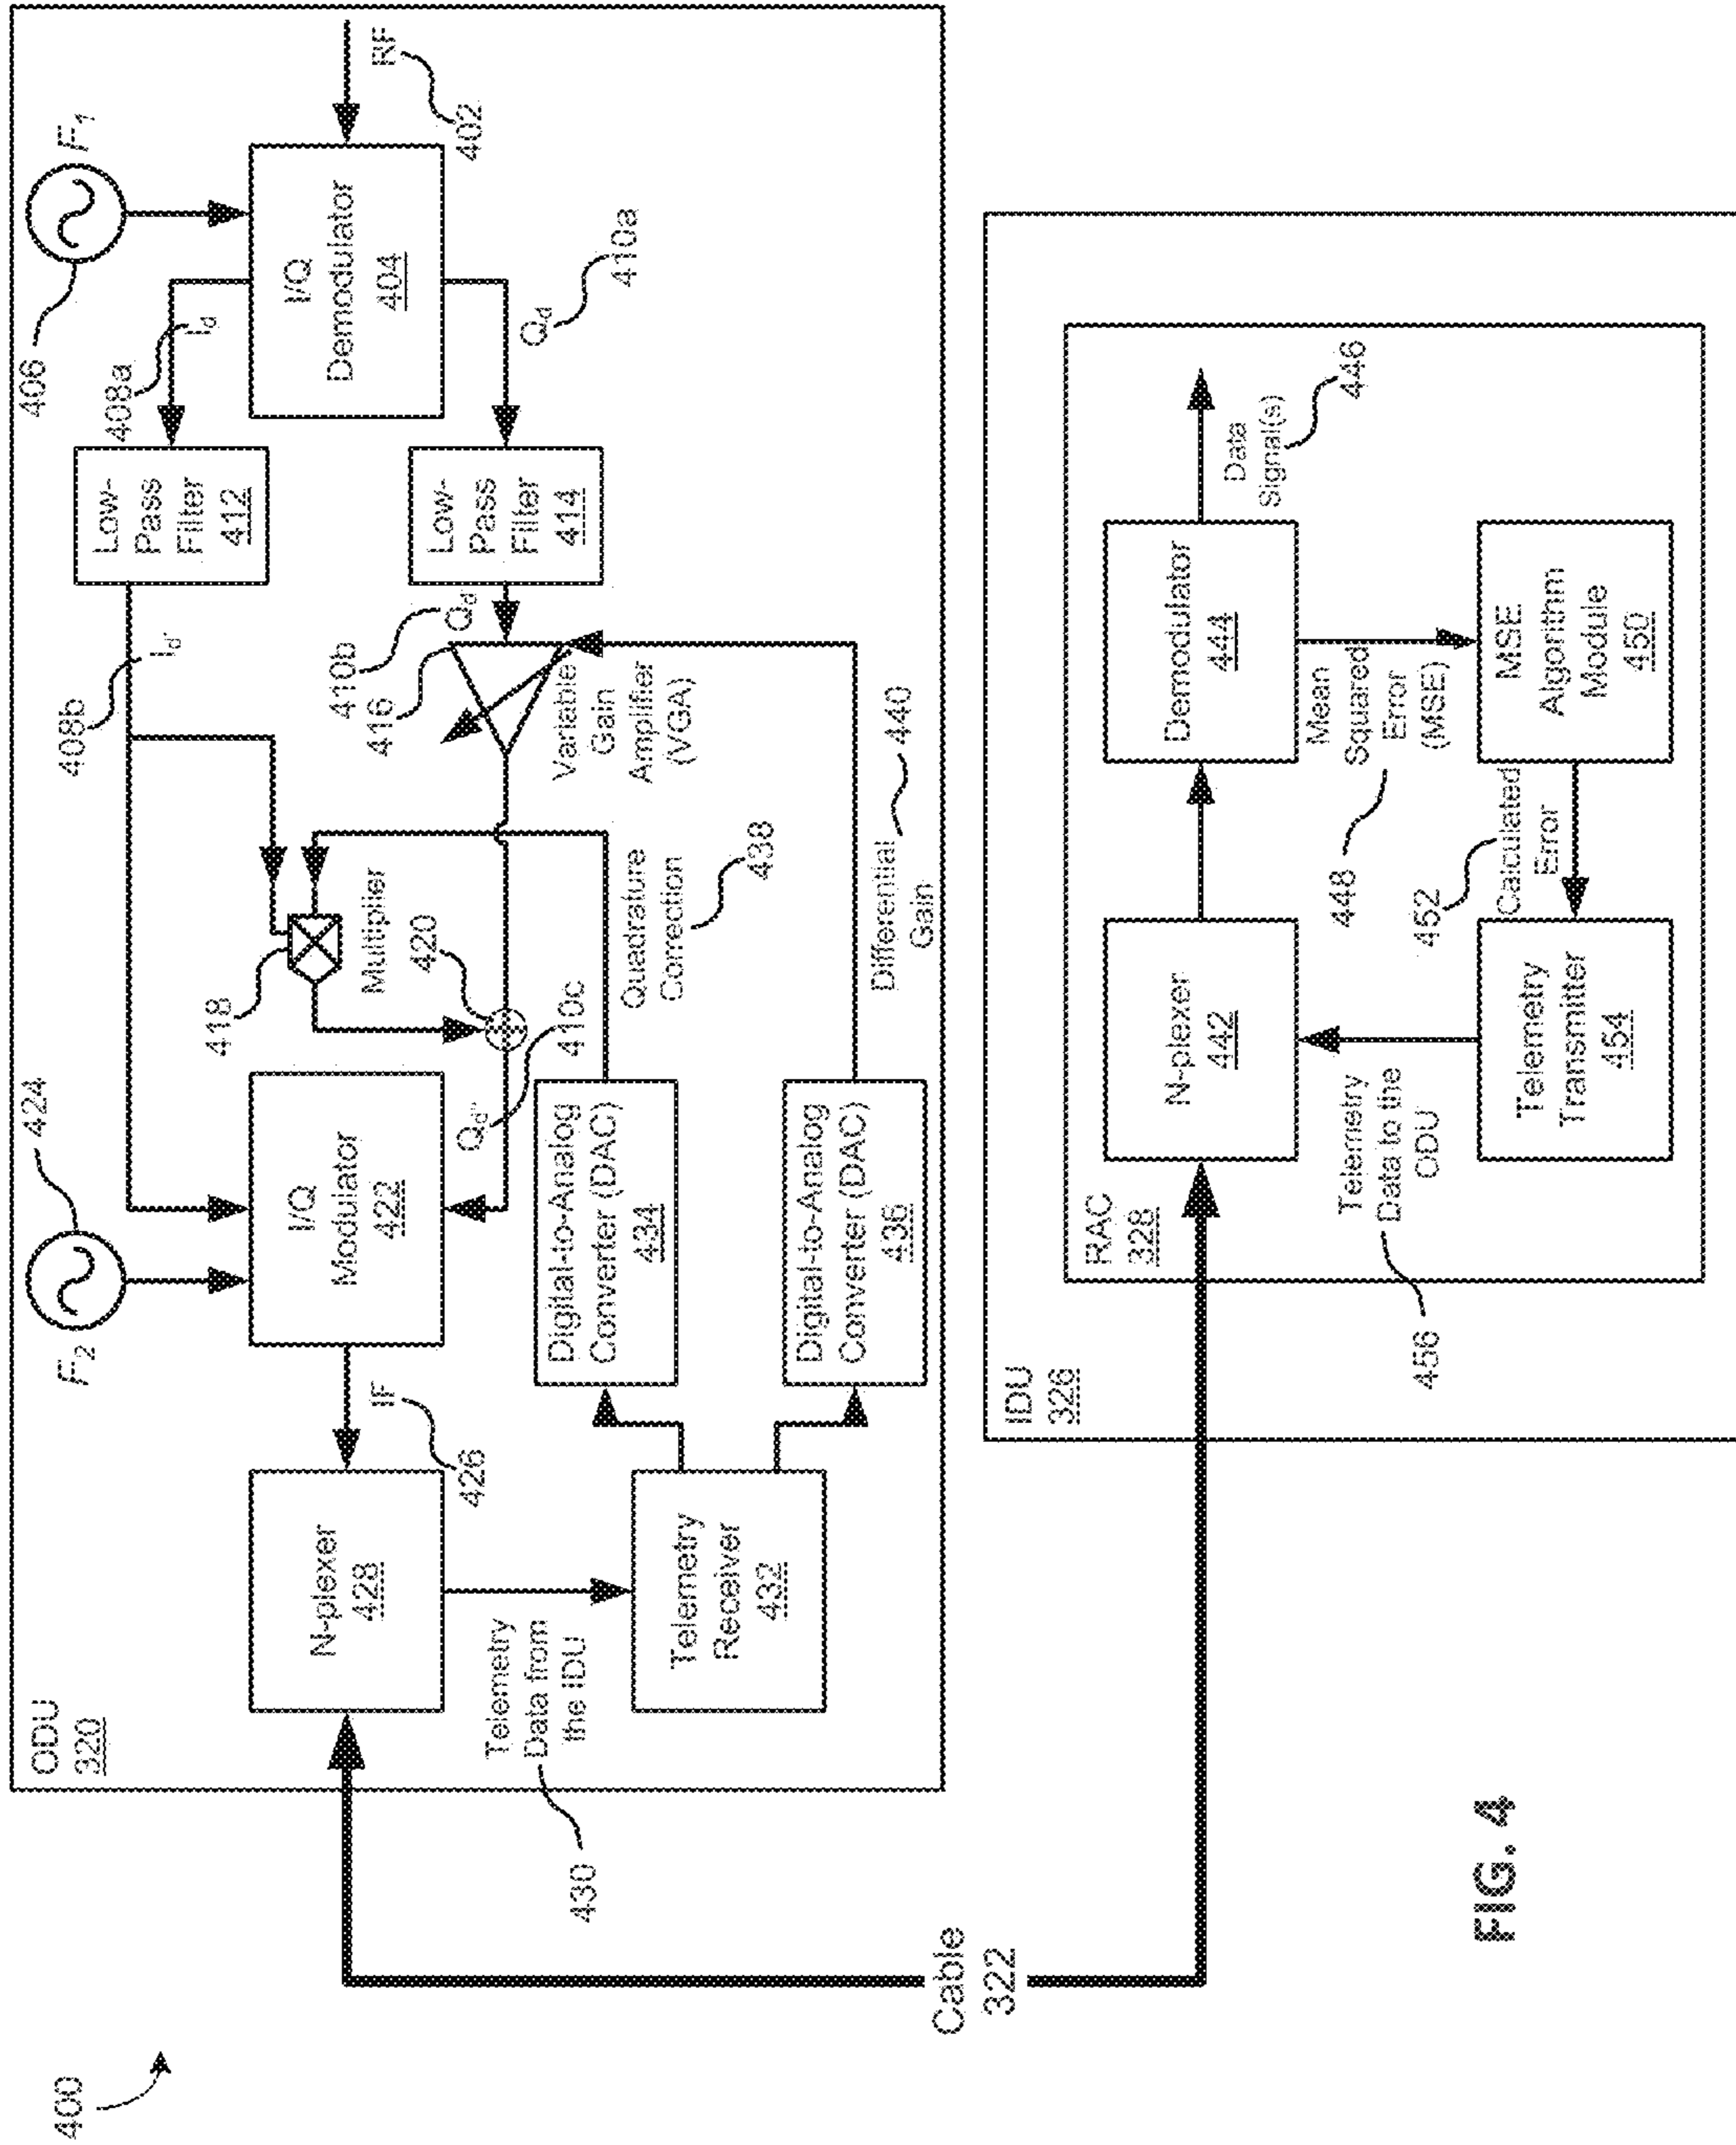 400
ODU
320
F2
424
406
F1
N-plexer
428
IF
426
I/Q
Modulator
422
408b
Id'
Low-
Pass
Filter
412
408a
Id
I/Q
Demodulator
404
RF
402
418
Multiplier
420
Qd''
410c
416
410b
Qd'
Variable
Gain
Amplifier
(VGA)
Low-
Pass
Filter
414
Qd
410a
Telemetry
Data from
the IDU
430
Telemetry
Receiver
432
Digital-to-Analog
Converter (DAC)
434
Quadrature
Correction
438
Digital-to-Analog
Converter (DAC)
436
Differential
Gain
440
Cable
322
IDU
326
RAC
328
N-plexer
442
Demodulator
444
Data
Signal(s)
446
Telemetry
Data to the
ODU
456
452
Calculated
Error
448
Mean
Squared
Error
(MSE)
Telemetry
Transmitter
454
MSE
Algorithm
Module
450
FIG. 4